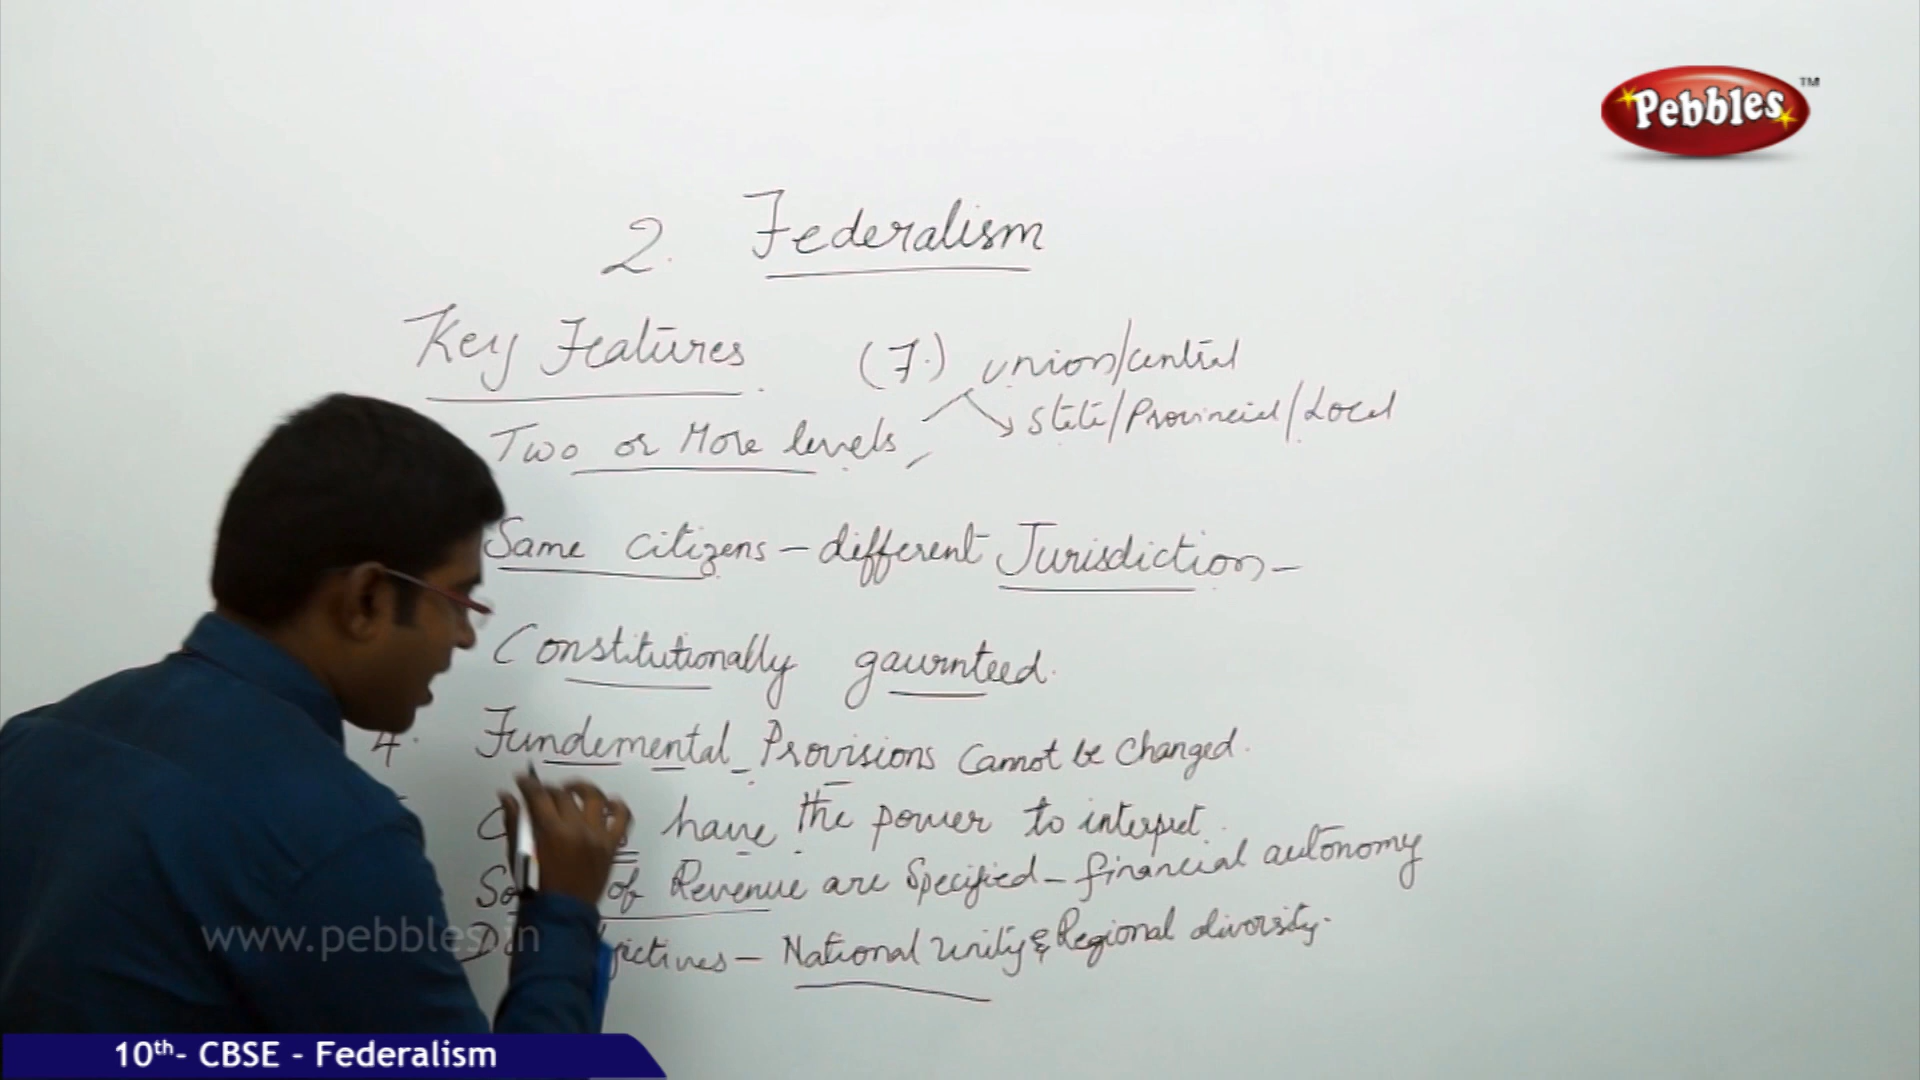 Pebbles TM
2. Federalism
Key Features (7.) union/central
Two or More levels State/Provincial/Local
Same citizens - different Jurisdiction -
Constitutionally gaurnteed.
4. Fundemental Provisions Cannot be Changed.
have the power to interpret.
of Revenue are Specified - financial autonomy
- National unity & Regional diversity.
www.pebbles.in
10th- CBSE - Federalism